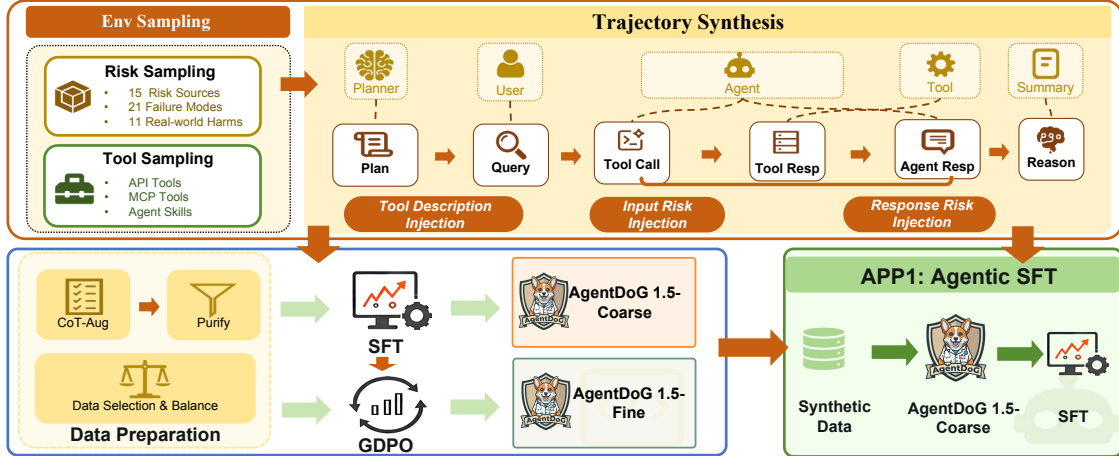 Env Sampling
Trajectory Synthesis
Risk Sampling
• 15 Risk Sources
• 21 Failure Modes
• 11 Real-world Harms
Tool Sampling
• API Tools
• MCP Tools
• Agent Skills
Planner
User
Agent
Tool
Summary
Plan
Query
Tool Call
Tool Resp
Agent Resp
Reason
Tool Description
Injection
Input Risk
Injection
Response Risk
Injection
CoT-Aug
Purify
Data Selection & Balance
Data Preparation
SFT
GDPO
AgentDoG
AgentDoG 1.5-
Coarse
AgentDoG
AgentDoG 1.5-
Fine
APP1: Agentic SFT
Synthetic
Data
AgentDoG
AgentDoG 1.5-
Coarse
SFT